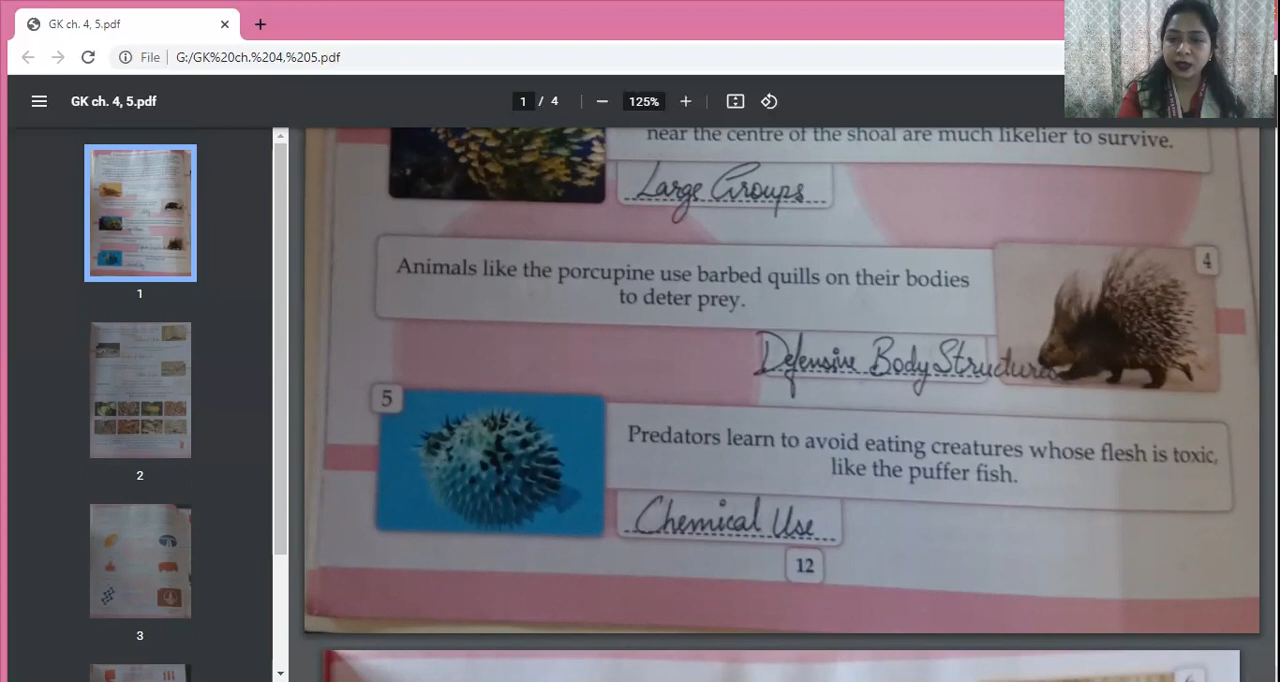 GK ch. 4, 5.pdf
File
G:/GK%20ch.%204,%205.pdf
GK ch. 4, 5.pdf
1 / 4
125%
near the centre of the shoal are much likelier to survive.
Large Groups
4
Animals like the porcupine use barbed quills on their bodies
to deter prey.
Defensive Body Structures
5
Predators learn to avoid eating creatures whose flesh is toxic,
like the puffer fish.
Chemical Use
12
1
2
3